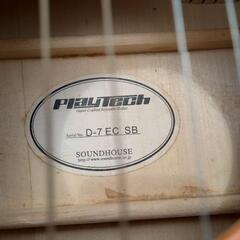 PLAYTECH
Hand Crafted Acoustic Guitar
Serial No. D-7 EC SB
SOUNDHOUSE
http://www.soundhouse.co.jp